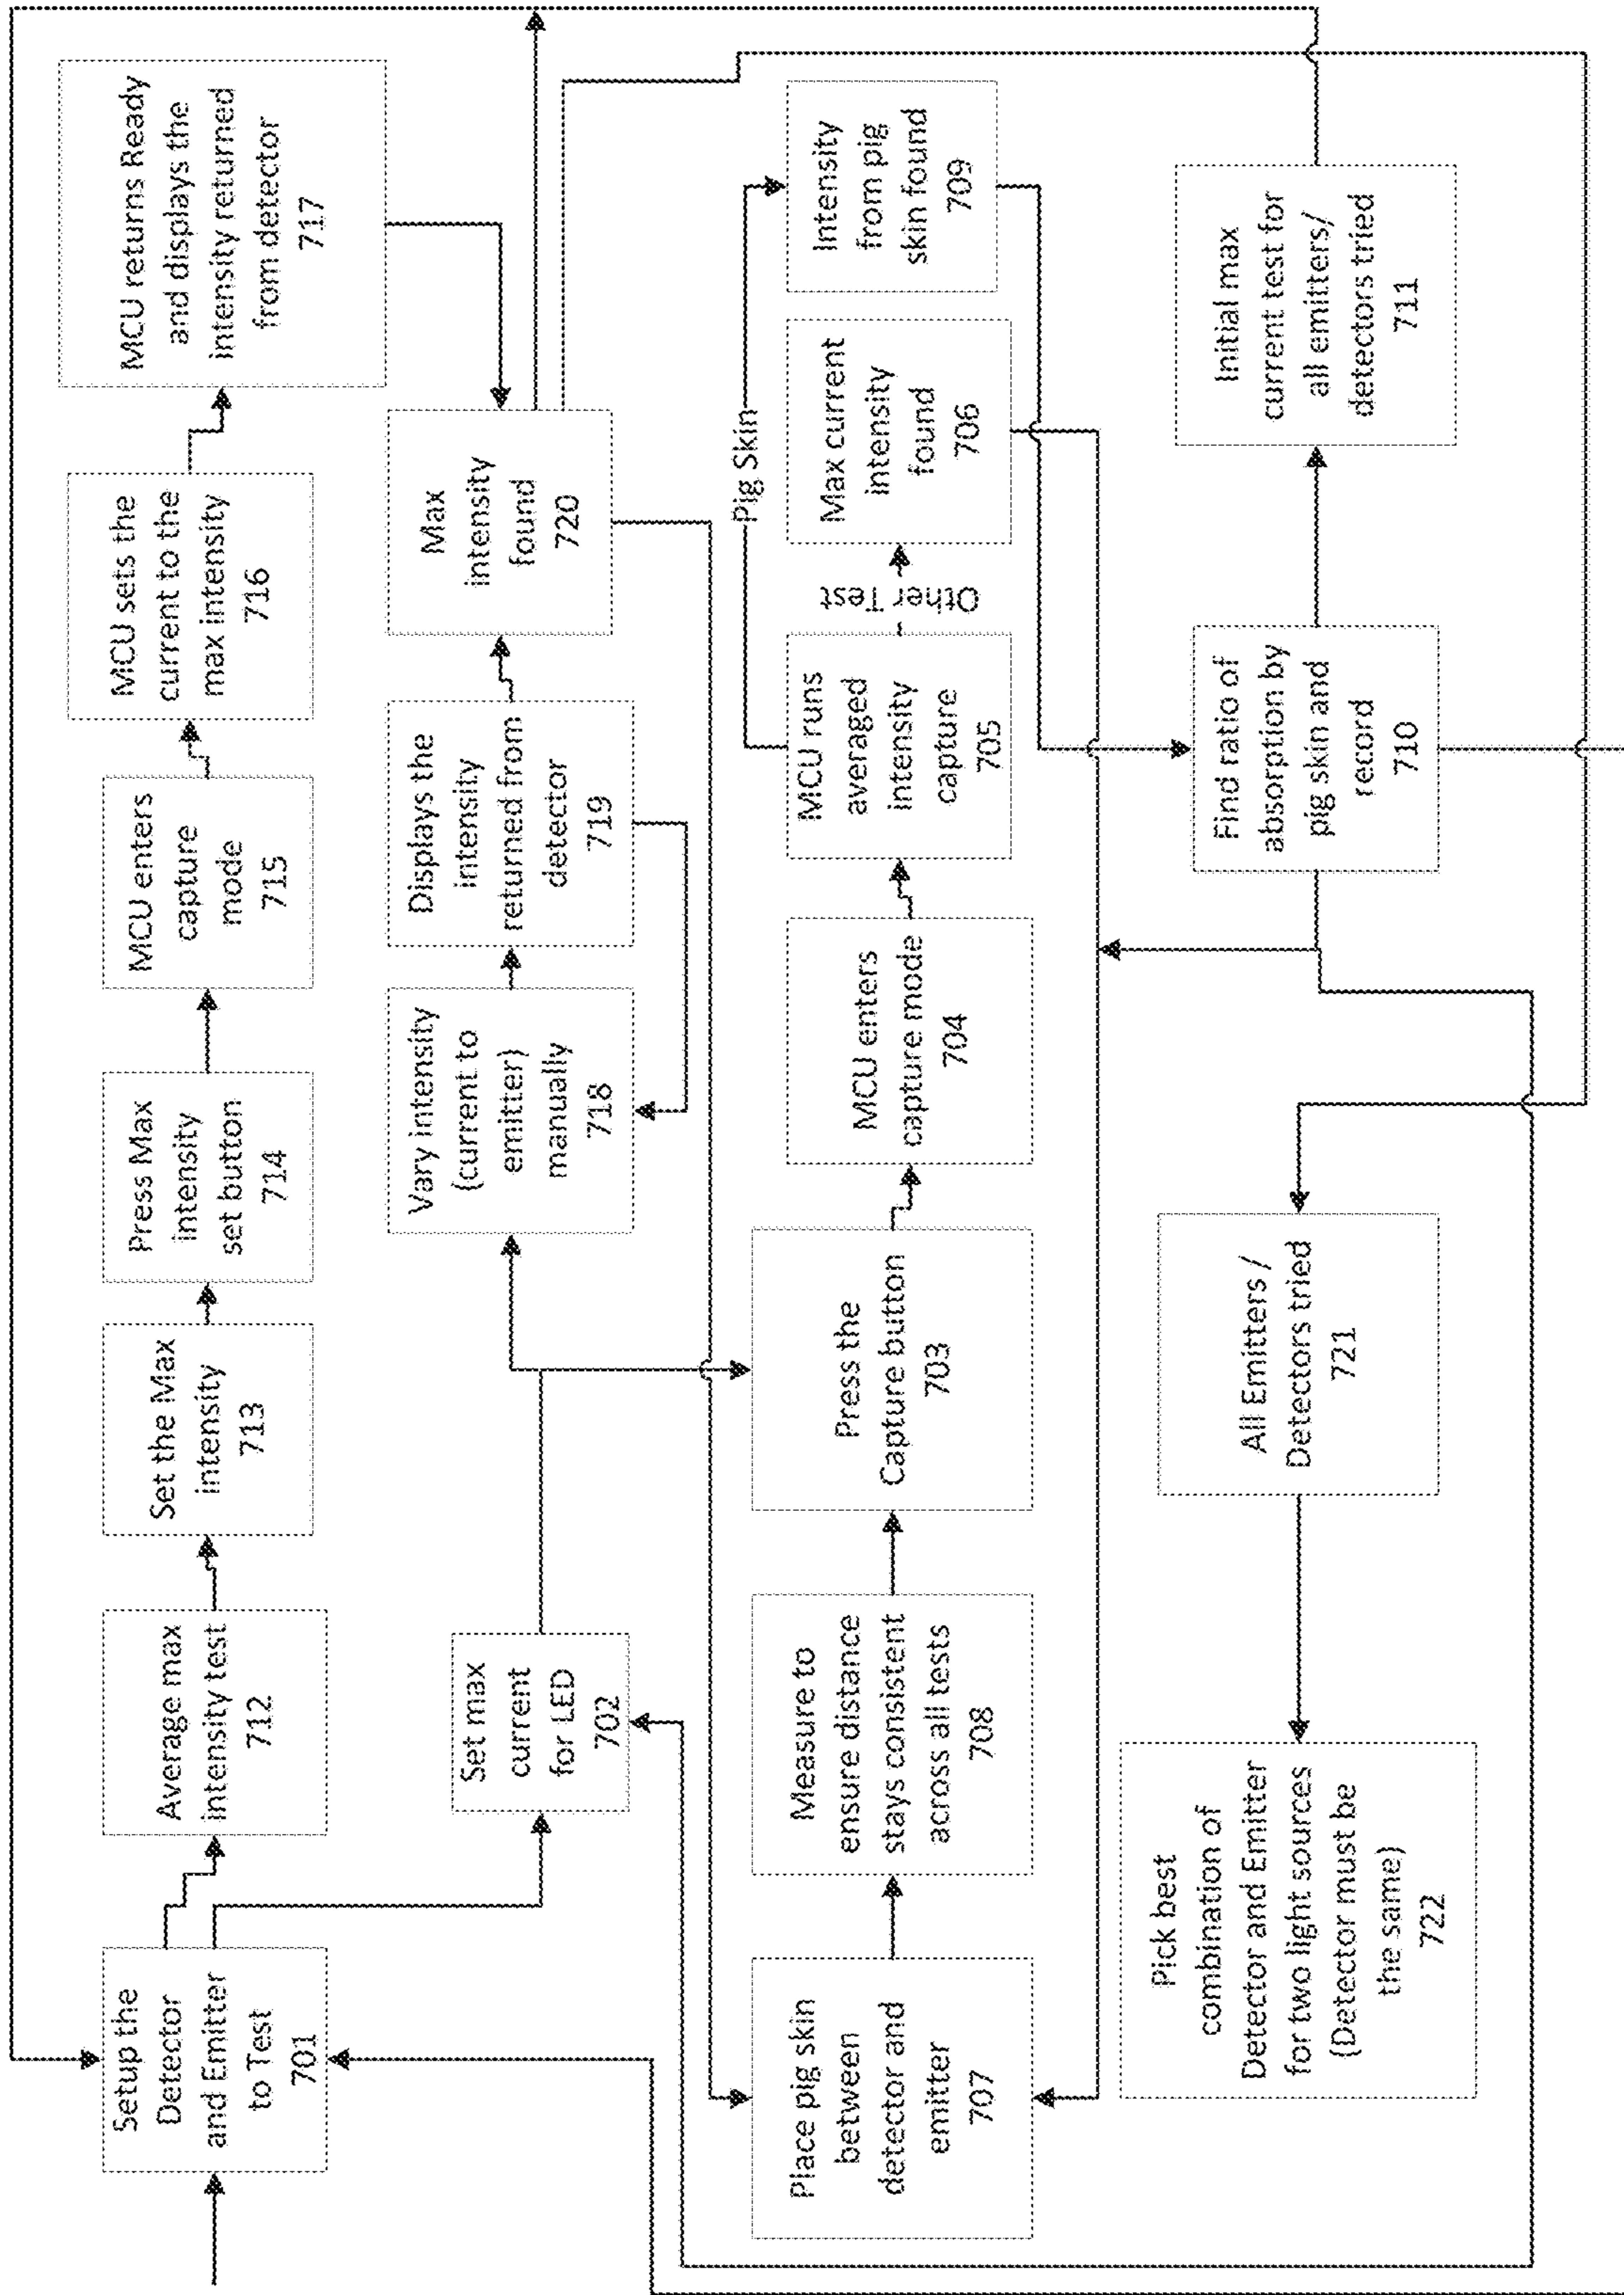 Setup the
Detector
and Emitter
to Test
701
Average max
intensity test
712
Set the Max
intensity
713
Press Max
intensity
set button
714
MCU enters
capture
mode
715
MCU sets the
current to the
max intensity
716
MCU returns Ready
and displays the
intensity returned
from detector
717
Set max
current
for LED
702
Vary intensity
(current to
emitter)
manually
718
Displays the
intensity
returned from
detector
719
Max
intensity
found
720
Place pig skin
between
detector and
emitter
707
Measure to
ensure distance
stays consistent
across all tests
708
Press the
Capture button
703
MCU enters
capture mode
704
MCU runs
averaged
intensity
capture
705
Pig Skin
Other Test
Max current
intensity
found
706
Intensity
from pig
skin found
709
Pick best
combination of
Detector and Emitter
for two light sources
(Detector must be
the same)
722
All Emitters /
Detectors tried
721
Find ratio of
absorption by
pig skin and
record
710
Initial max
current test for
all emitters/
detectors tried
711